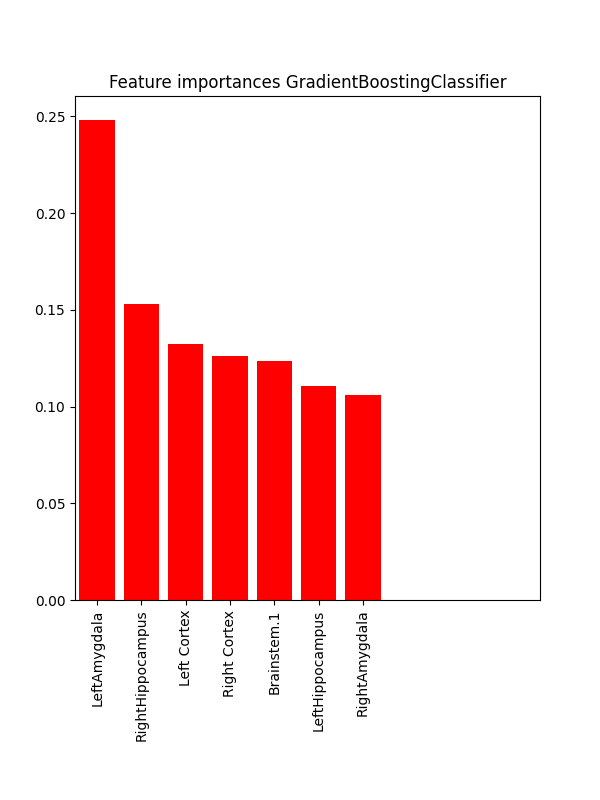 Feature importances GradientBoostingClassifier
0.25
0.20
0.15
0.10
0.05
0.00
LeftAmygdala
RightHippocampus
Left Cortex
Right Cortex
Brainstem.1
LeftHippocampus
RightAmygdala